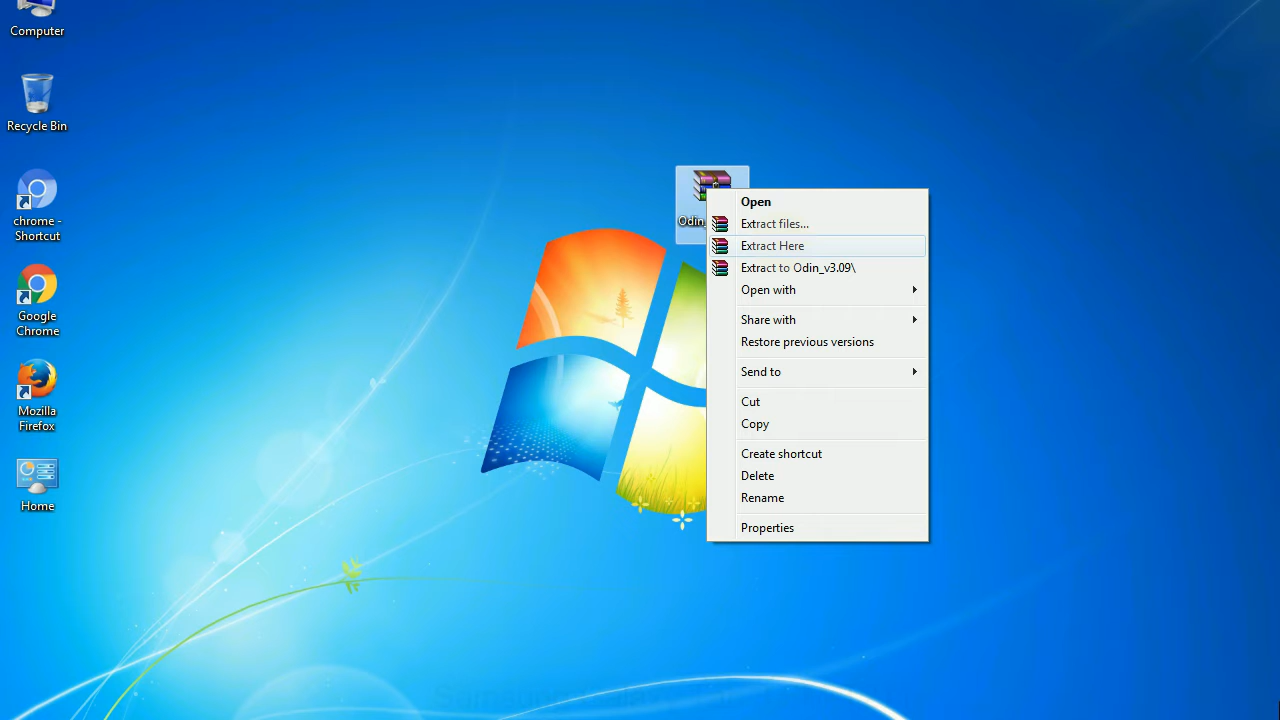 Computer
Recycle Bin
chrome -
Shortcut
Google
Chrome
Mozilla
Firefox
Home
Odin_
Open
Extract files...
Extract Here
Extract to Odin_v3.09\
Open with
Share with
Restore previous versions
Send to
Cut
Copy
Create shortcut
Delete
Rename
Properties